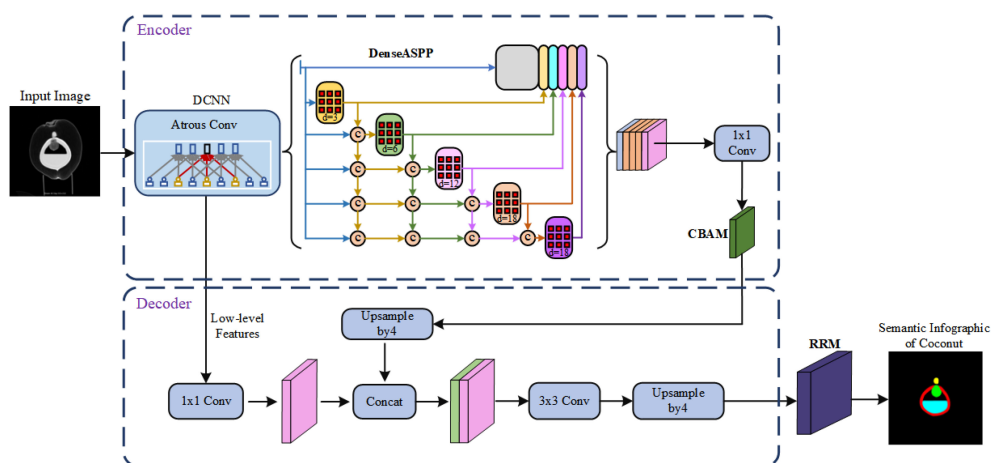 Encoder
DenseASPP
Input Image
DCNN
Atrous Conv
d=3
C
d=6
C
C
d=12
C
C
C
d=18
C
C
C
C
d=18
1x1
Conv
CBAM
Decoder
Low-level
Features
Upsample
by4
1x1 Conv
Concat
3x3 Conv
Upsample
by4
RRM
Semantic Infographic
of Coconut